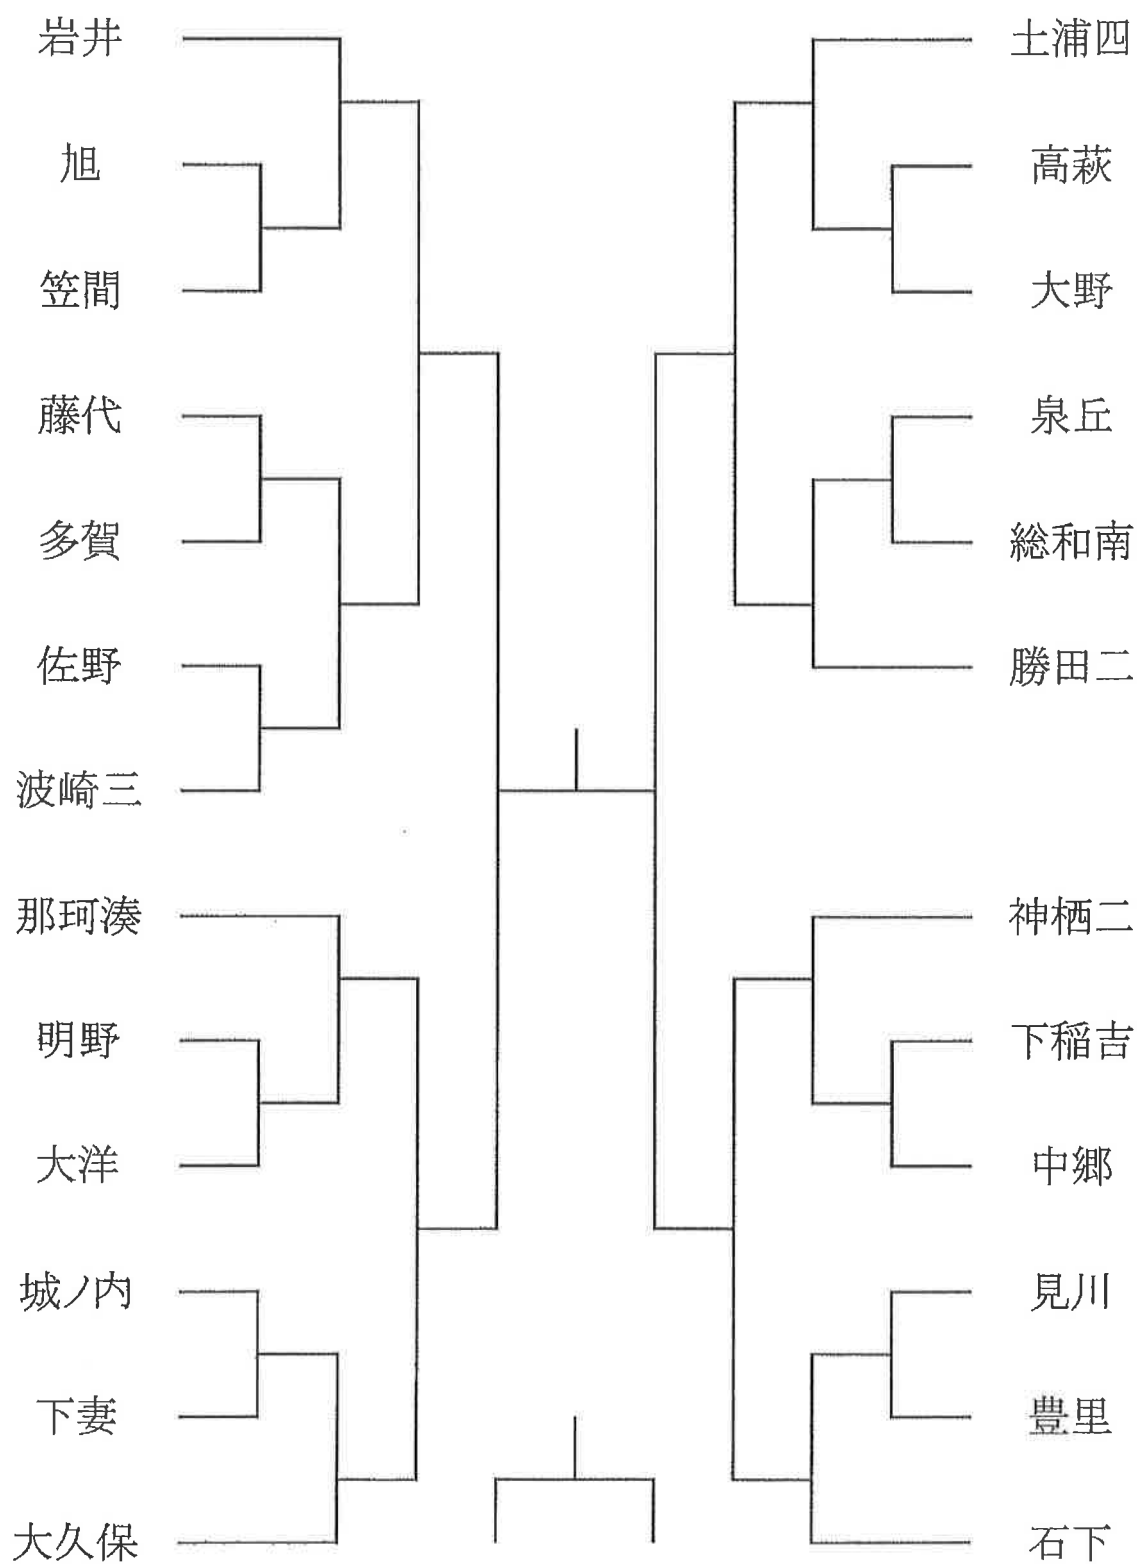 岩井
旭
笠間
藤代
多賀
佐野
波崎三
那珂湊
明野
大洋
城ノ内
下妻
大久保
土浦四
高萩
大野
泉丘
総和南
勝田二
神栖二
下稲吉
中郷
見川
豊里
石下